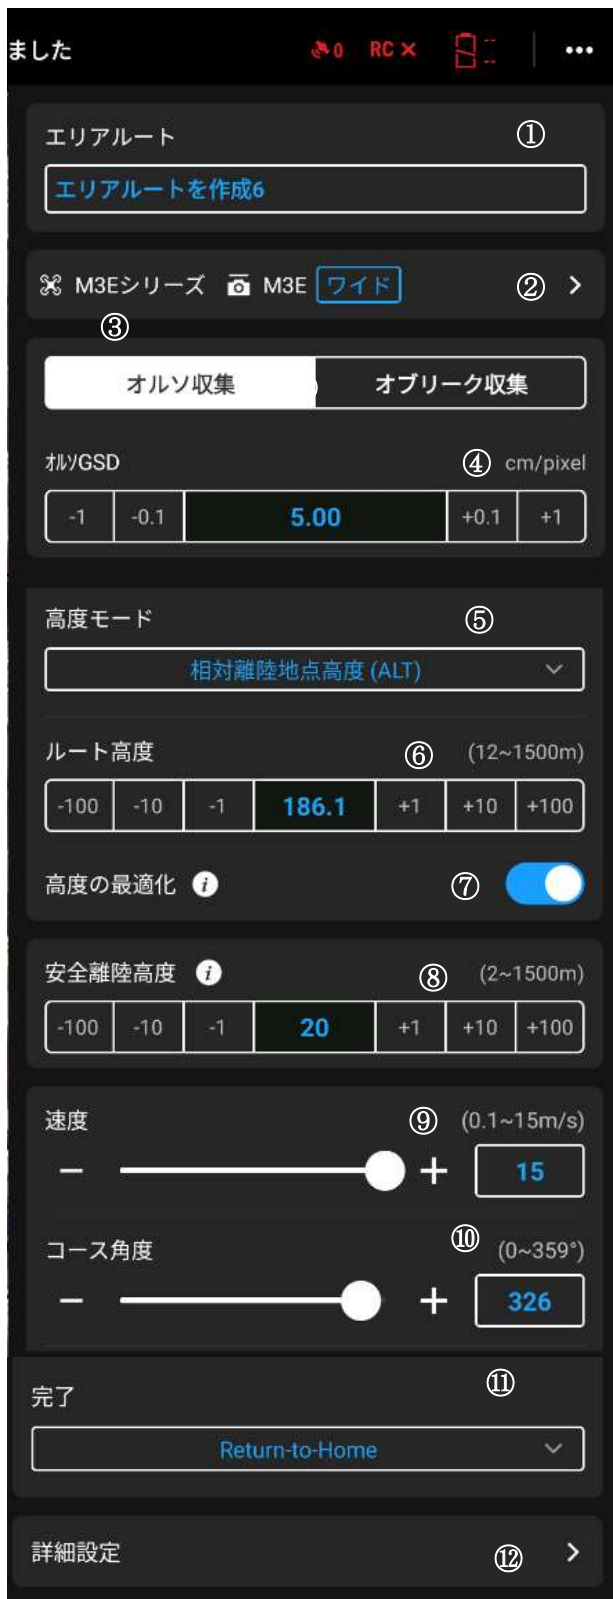 ました 0 RC × -- --
エリアルート ①
エリアルートを作成6
M3Eシリーズ M3E ワイド ②
③
オルソ収集 オブリーク収集
ｵﾙｿGSD ④ cm/pixel
-1 -0.1 5.00 +0.1 +1
高度モード ⑤
相対離陸地点高度 (ALT)
ルート高度 ⑥ (12~1500m)
-100 -10 -1 186.1 +1 +10 +100
高度の最適化 i ⑦
安全離陸高度 i ⑧ (2~1500m)
-100 -10 -1 20 +1 +10 +100
速度 ⑨ (0.1~15m/s)
− + 15
コース角度 ⑩ (0~359°)
− + 326
完了 ⑪
Return-to-Home
詳細設定 ⑫